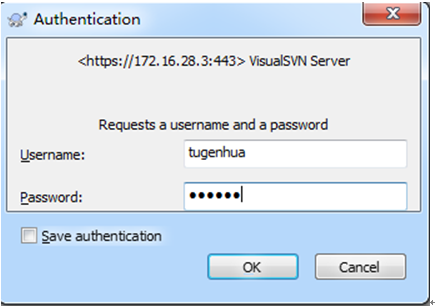 Authentication
<https://172.16.28.3:443> VisualSVN Server
Requests a username and a password
Username:
tugenhua
Password:
●●●●●●
Save authentication
OK
Cancel